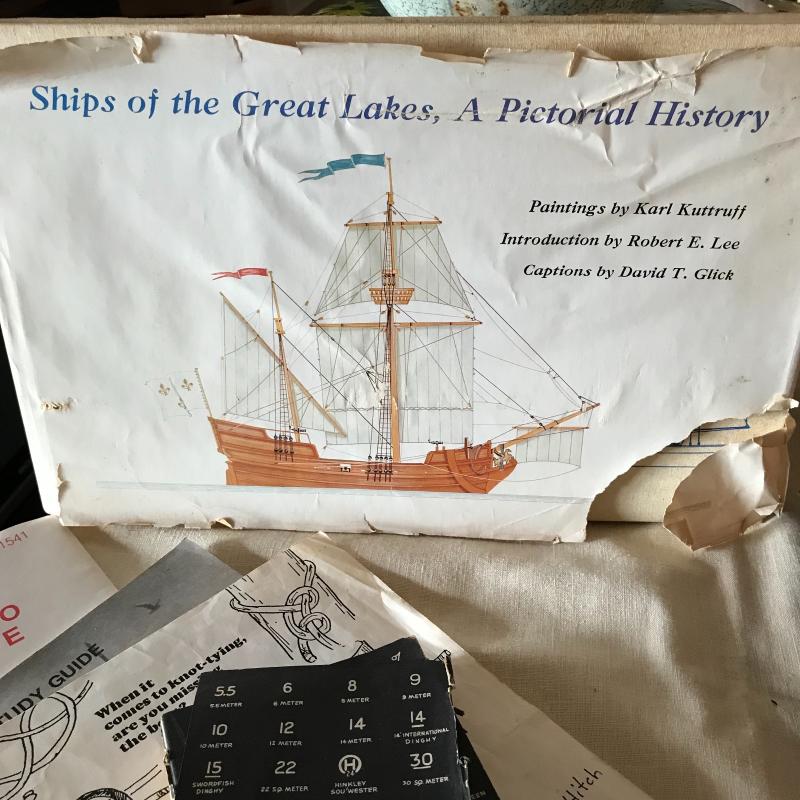 Ships of the Great Lakes, A Pictorial History
Paintings by Karl Kuttruff
Introduction by Robert E. Lee
Captions by David T. Glick
1541
O
E
UDY GUIDE
When it
comes to knot-tying,
are you
the
5.5 6 8 9
5.5 METER 6 METER 8 METER 9 METER
10 12 14 14
10 METER 12 METER 14 METER 14' INTERNATIONAL DINGHY
15 22 H 30
SWORDFISH DINGHY 22 SQ. METER HINKLEY SOU'WESTER 30 SQ. METER
Hitch